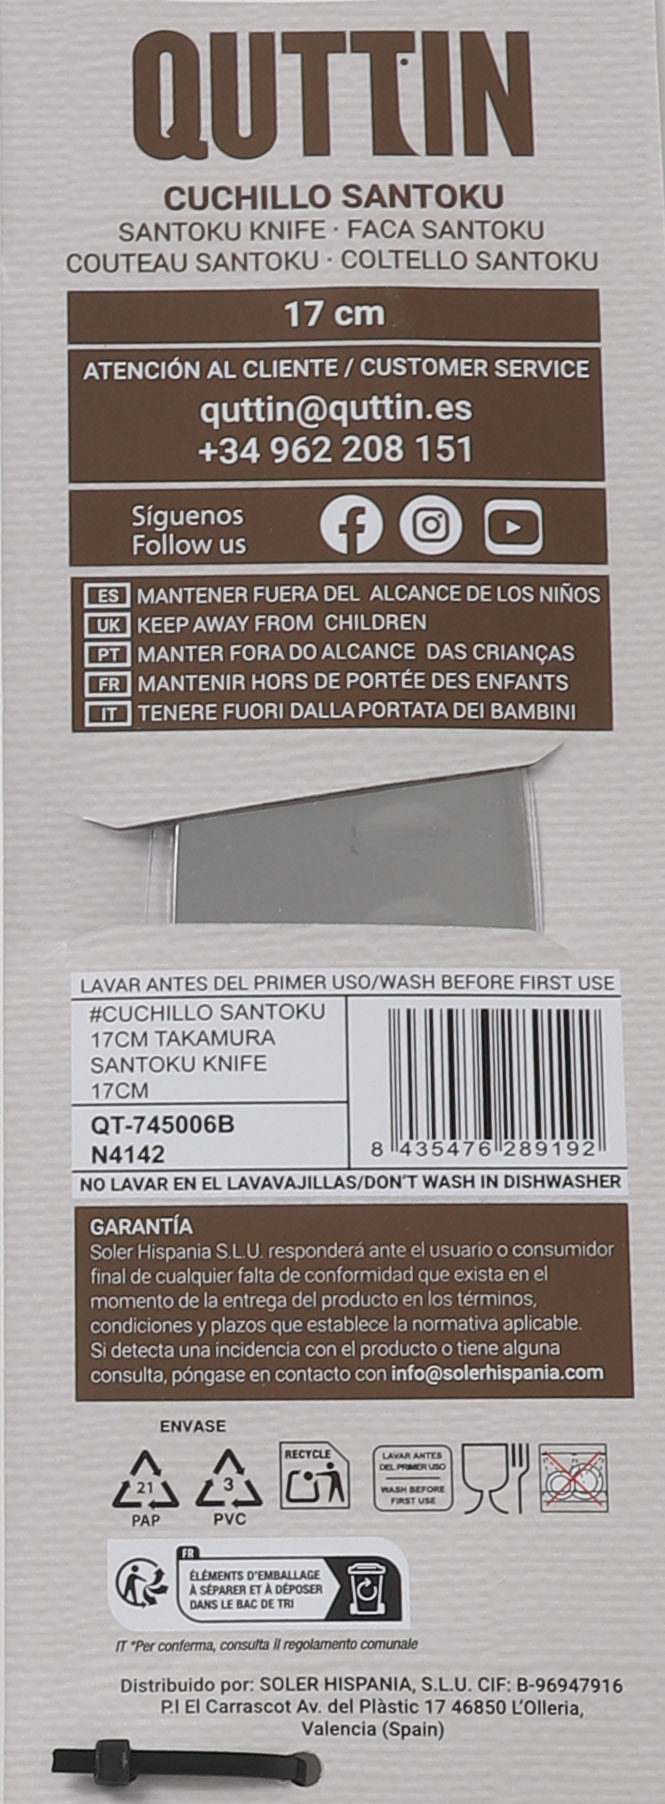 QUTTIN
CUCHILLO SANTOKU
SANTOKU KNIFE · FACA SANTOKU
COUTEAU SANTOKU · COLTELLO SANTOKU
17 cm
ATENCIÓN AL CLIENTE / CUSTOMER SERVICE
quttin@quttin.es
+34 962 208 151
Síguenos
Follow us
ES MANTENER FUERA DEL ALCANCE DE LOS NIÑOS
UK KEEP AWAY FROM CHILDREN
PT MANTER FORA DO ALCANCE DAS CRIANÇAS
FR MANTENIR HORS DE PORTÉE DES ENFANTS
IT TENERE FUORI DALLA PORTATA DEI BAMBINI
LAVAR ANTES DEL PRIMER USO/WASH BEFORE FIRST USE
#CUCHILLO SANTOKU
17CM TAKAMURA
SANTOKU KNIFE
17CM
QT-745006B
N4142
8 435476 289192
NO LAVAR EN EL LAVAVAJILLAS/DON'T WASH IN DISHWASHER
GARANTÍA
Soler Hispania S.L.U. responderá ante el usuario o consumidor
final de cualquier falta de conformidad que exista en el
momento de la entrega del producto en los términos,
condiciones y plazos que establece la normativa aplicable.
Si detecta una incidencia con el producto o tiene alguna
consulta, póngase en contacto con info@solerhispania.com
ENVASE
21
PAP
3
PVC
RECYCLE
LAVAR ANTES
DEL PRIMER USO
WASH BEFORE
FIRST USE
FR
ÉLÉMENTS D'EMBALLAGE
À SÉPARER ET À DÉPOSER
DANS LE BAC DE TRI
IT *Per conferma, consulta il regolamento comunale
Distribuido por: SOLER HISPANIA, S.L.U. CIF: B-96947916
P.I El Carrascot Av. del Plàstic 17 46850 L'Olleria,
Valencia (Spain)